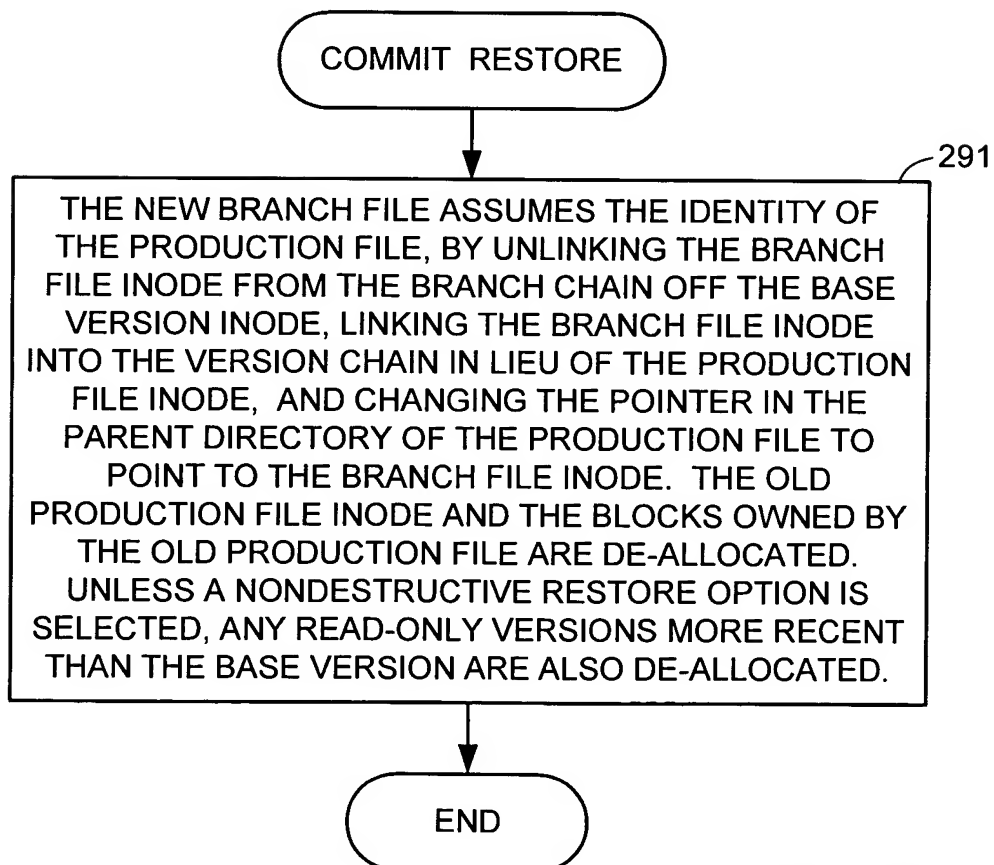 COMMIT RESTORE
291
THE NEW BRANCH FILE ASSUMES THE IDENTITY OF
THE PRODUCTION FILE, BY UNLINKING THE BRANCH
FILE INODE FROM THE BRANCH CHAIN OFF THE BASE
VERSION INODE, LINKING THE BRANCH FILE INODE
INTO THE VERSION CHAIN IN LIEU OF THE PRODUCTION
FILE INODE, AND CHANGING THE POINTER IN THE
PARENT DIRECTORY OF THE PRODUCTION FILE TO
POINT TO THE BRANCH FILE INODE. THE OLD
PRODUCTION FILE INODE AND THE BLOCKS OWNED BY
THE OLD PRODUCTION FILE ARE DE-ALLOCATED.
UNLESS A NONDESTRUCTIVE RESTORE OPTION IS
SELECTED, ANY READ-ONLY VERSIONS MORE RECENT
THAN THE BASE VERSION ARE ALSO DE-ALLOCATED.
END